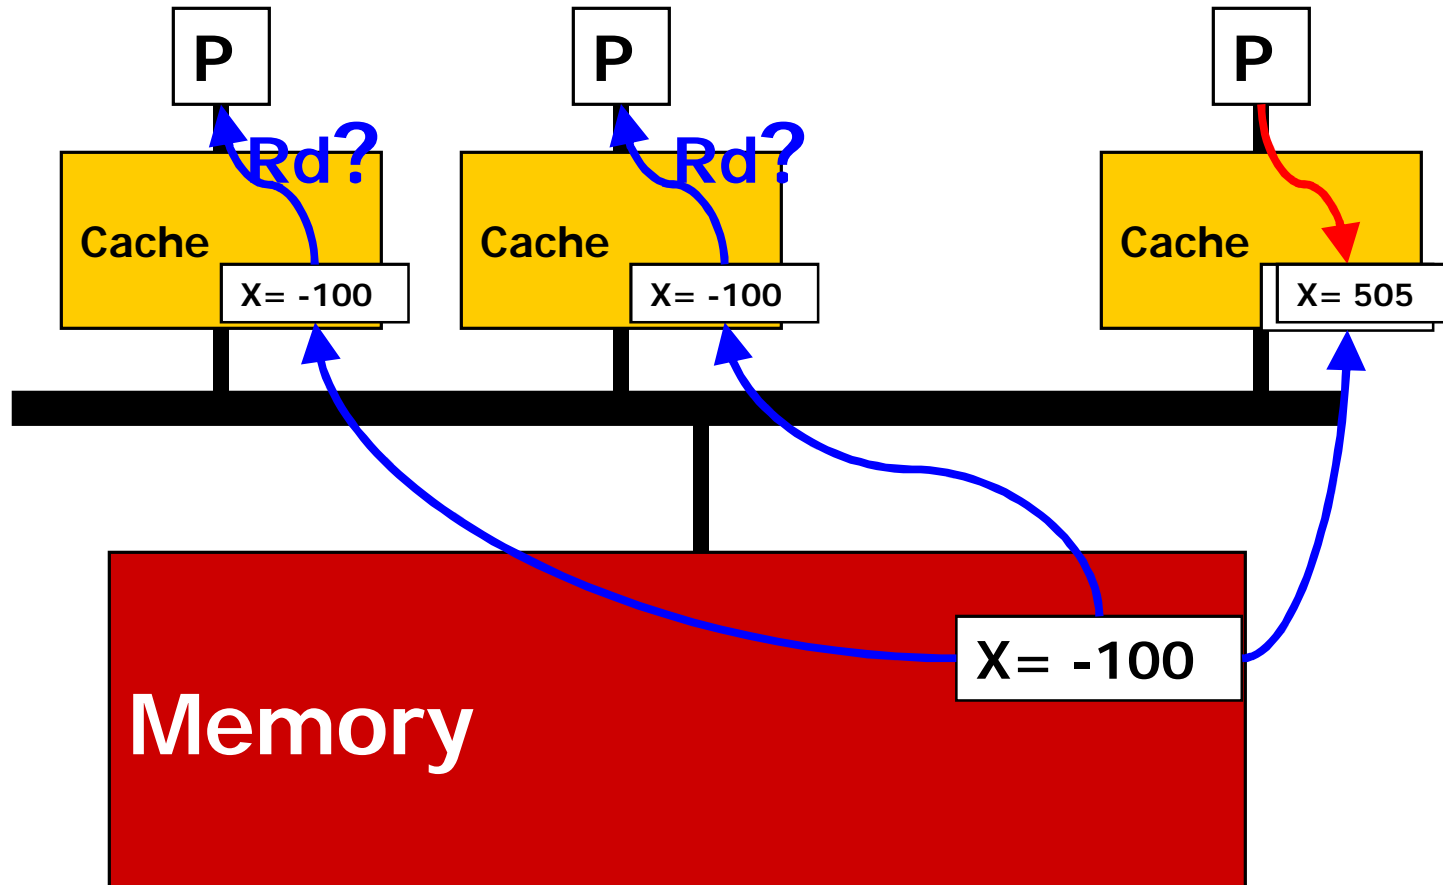 P
P
P
Rd?
Rd?
Cache
Cache
Cache
X= -100
X= -100
X= 505
X= -100
Memory